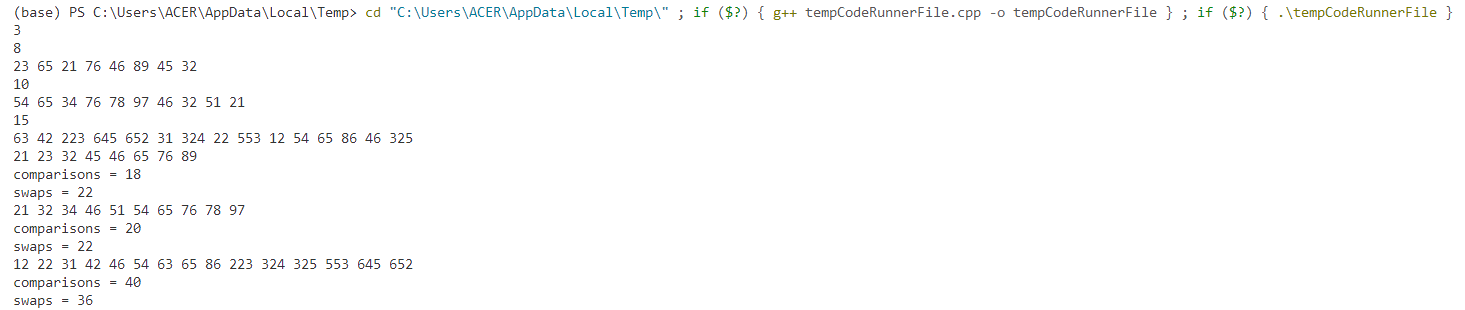 (base) PS C:\Users\ACER\AppData\Local\Temp> cd "C:\Users\ACER\AppData\Local\Temp\" ; if ($?) { g++ tempCodeRunnerFile.cpp -o tempCodeRunnerFile } ; if ($?) { .\tempCodeRunnerFile }
3
8
23 65 21 76 46 89 45 32
10
54 65 34 76 78 97 46 32 51 21
15
63 42 223 645 652 31 324 22 553 12 54 65 86 46 325
21 23 32 45 46 65 76 89
comparisons = 18
swaps = 22
21 32 34 46 51 54 65 76 78 97
comparisons = 20
swaps = 22
12 22 31 42 46 54 63 65 86 223 324 325 553 645 652
comparisons = 40
swaps = 36